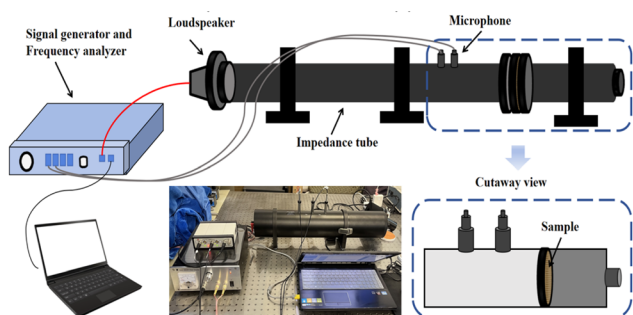 Signal generator and
Frequency analyzer
Loudspeaker
Microphone
Impedance tube
Cutaway view
Sample